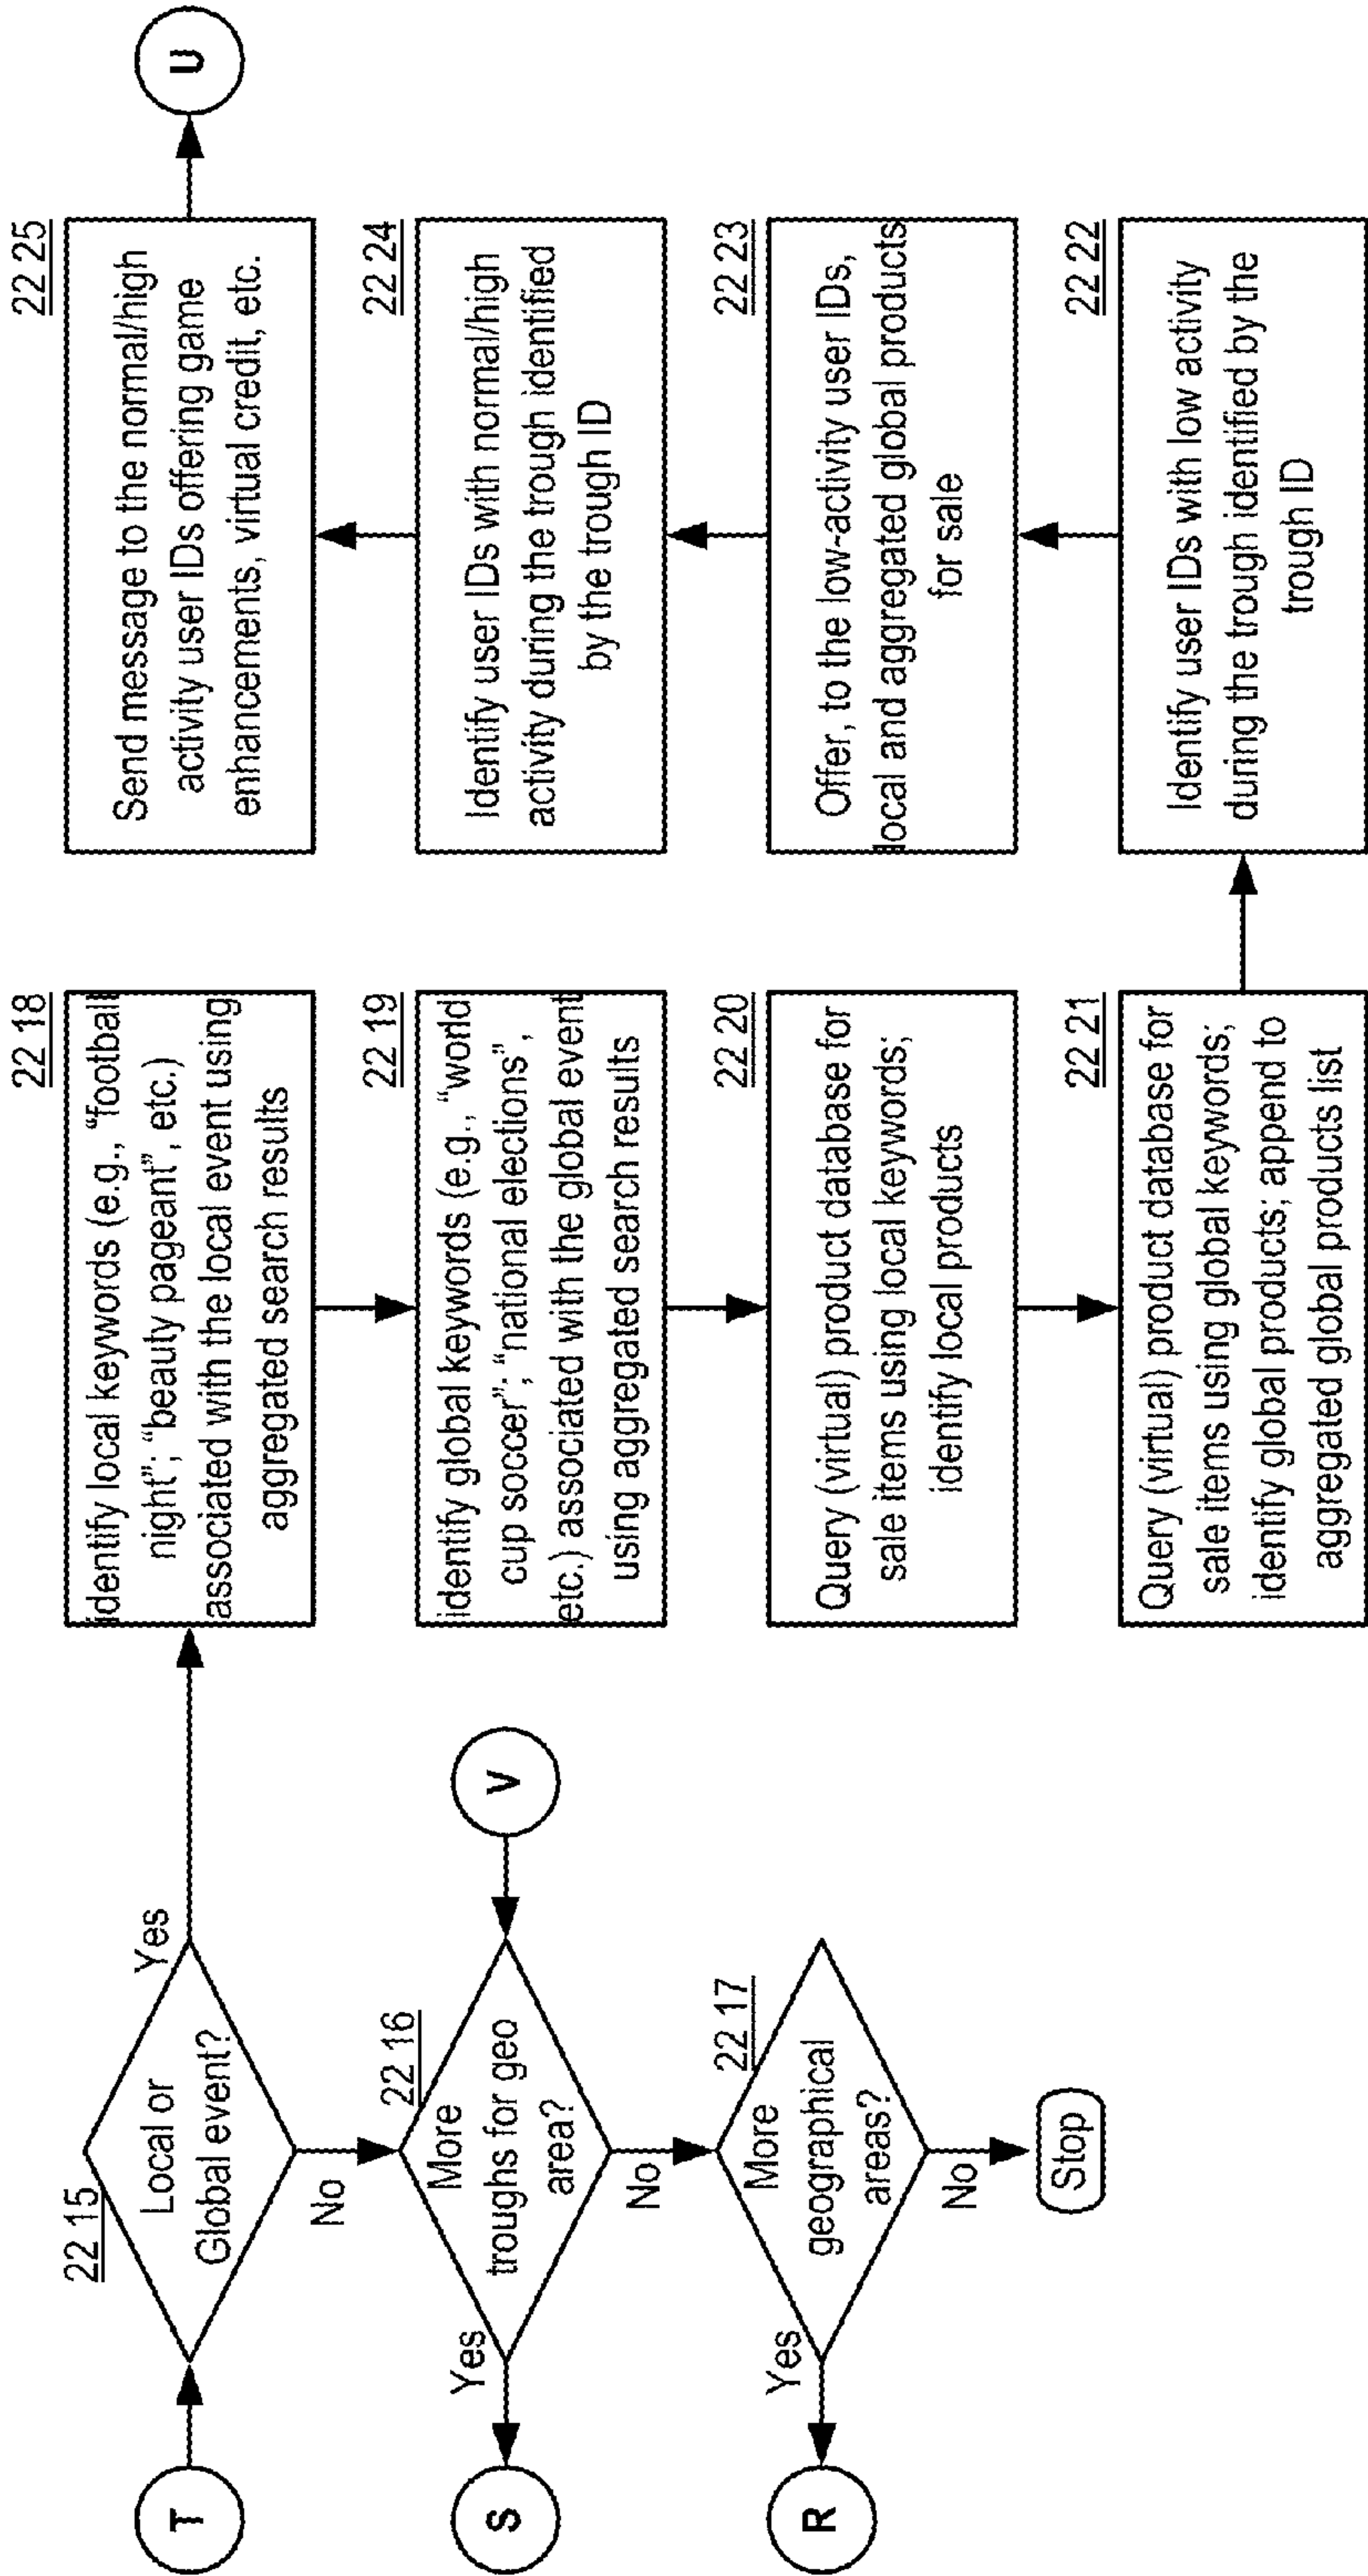 T
22 15
Local or
Global event?
Yes
No
22 16
More
troughs for geo
area?
Yes
No
S
V
22 17
More
geographical
areas?
Yes
No
R
Stop
22 18
identify local keywords (e.g., “football
night”; “beauty pageant”, etc.)
associated with the local event using
aggregated search results
22 19
identify global keywords (e.g., “world
cup soccer”; “national elections”,
etc.) associated with the global event
using aggregated search results
22 20
Query (virtual) product database for
sale items using local keywords;
identify local products
22 21
Query (virtual) product database for
sale items using global keywords;
identify global products; append to
aggregated global products list
22 22
Identify user IDs with low activity
during the trough identified by the
trough ID
22 23
Offer, to the low-activity user IDs,
local and aggregated global products
for sale
22 24
Identify user IDs with normal/high
activity during the trough identified
by the trough ID
22 25
Send message to the normal/high
activity user IDs offering game
enhancements, virtual credit, etc.
U